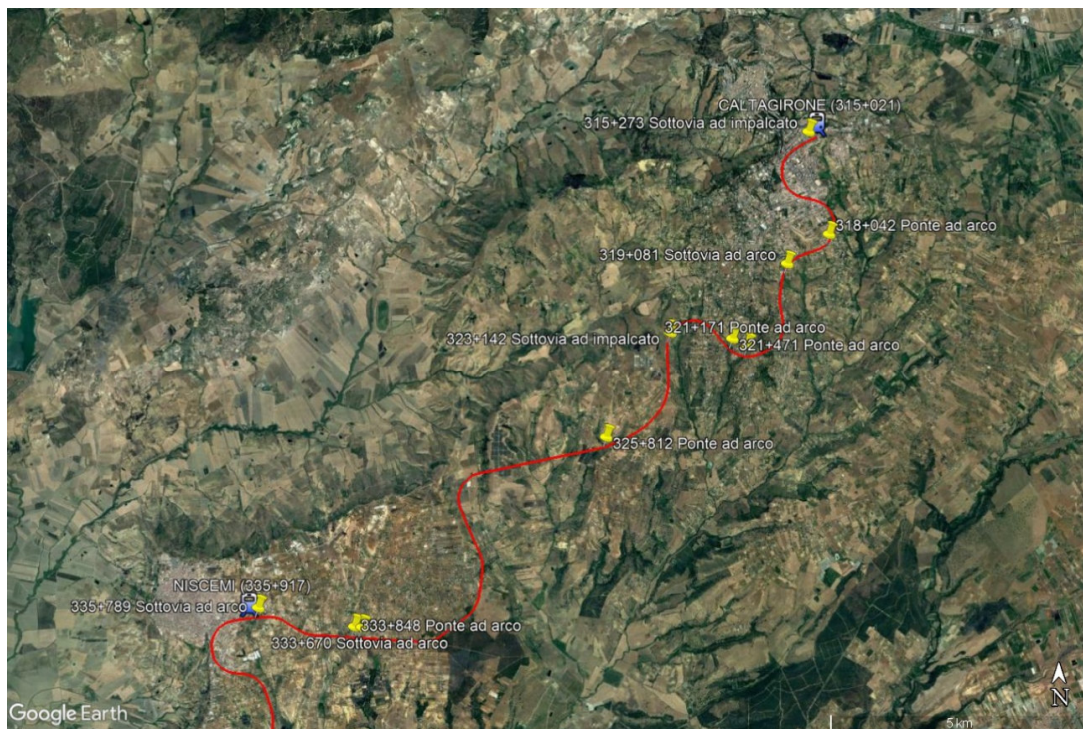 CALTAGIRONE (315+021)
315+273 Sottovia ad impalcato
318+042 Ponte ad arco
319+081 Sottovia ad arco
321+171 Ponte ad arco
323+142 Sottovia ad impalcato
321+471 Ponte ad arco
325+812 Ponte ad arco
NISCEMI (335+917)
335+789 Sottovia ad arco
333+848 Ponte ad arco
333+670 Sottovia ad arco
N
Google Earth
5 km